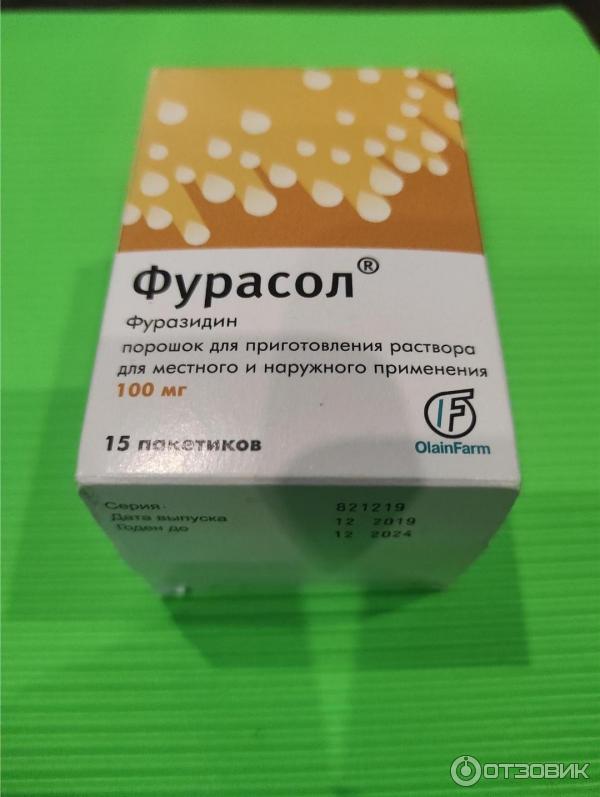 Фурасол®
Фуразидин
порошок для приготовления раствора
для местного и наружного применения
100 мг
15 пакетиков
OlainFarm
Серия: 821219
Дата выпуска 12 2019
Годен до 12 2024
ОТЗОВИК